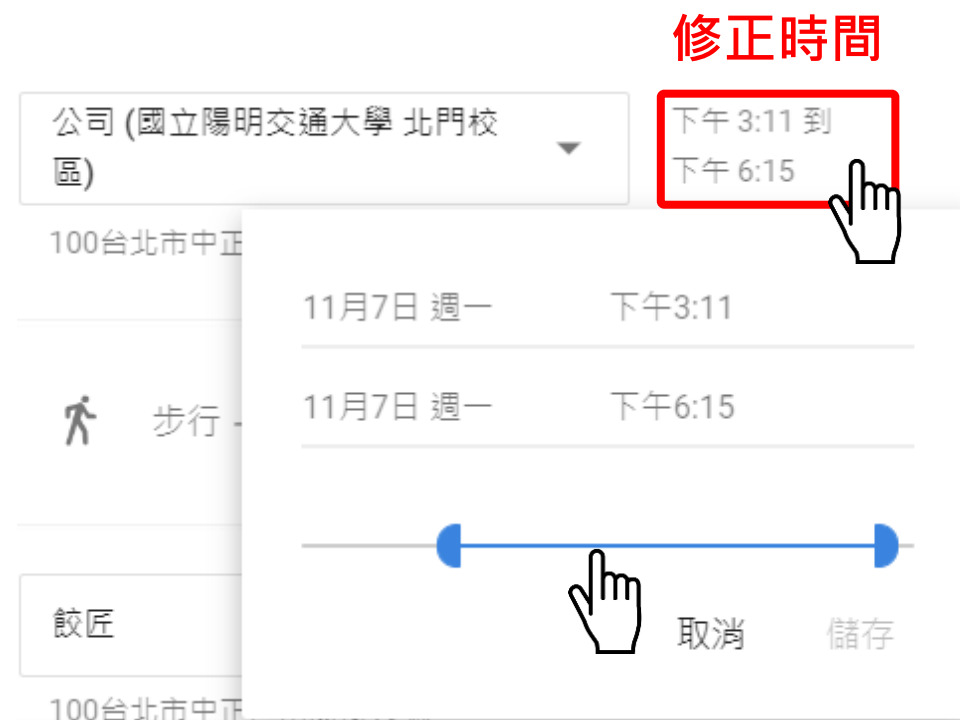 修正時間
公司 (國立陽明交通大學 北門校
區)
下午 3:11 到
下午 6:15
100台北市中正
11月7日 週一 下午3:11
11月7日 週一 下午6:15
步行 -
取消 儲存
餃匠
100台北市中正